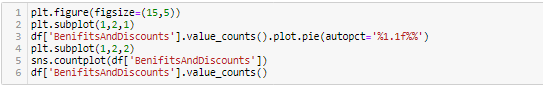 1 plt.figure(figsize=(15,5))
2 plt.subplot(1,2,1)
3 df['BenifitsAndDiscounts'].value_counts().plot.pie(autopct='%1.1f%%')
4 plt.subplot(1,2,2)
5 sns.countplot(df['BenifitsAndDiscounts'])
6 df['BenifitsAndDiscounts'].value_counts()